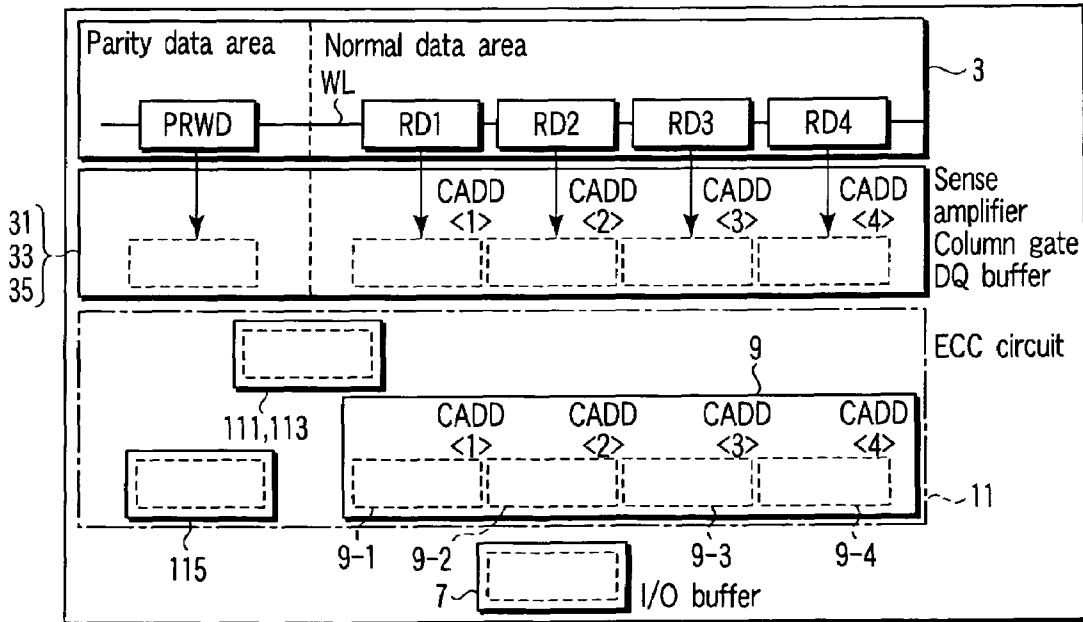 Parity data area
Normal data area
WL
3
PRWD
RD1
RD2
RD3
RD4
31
33
35
CADD
<1>
CADD
<2>
CADD
<3>
CADD
<4>
Sense
amplifier
Column gate
DQ buffer
ECC circuit
111,113
9
CADD
<1>
CADD
<2>
CADD
<3>
CADD
<4>
11
115
9-1
9-2
9-3
9-4
7
I/O buffer